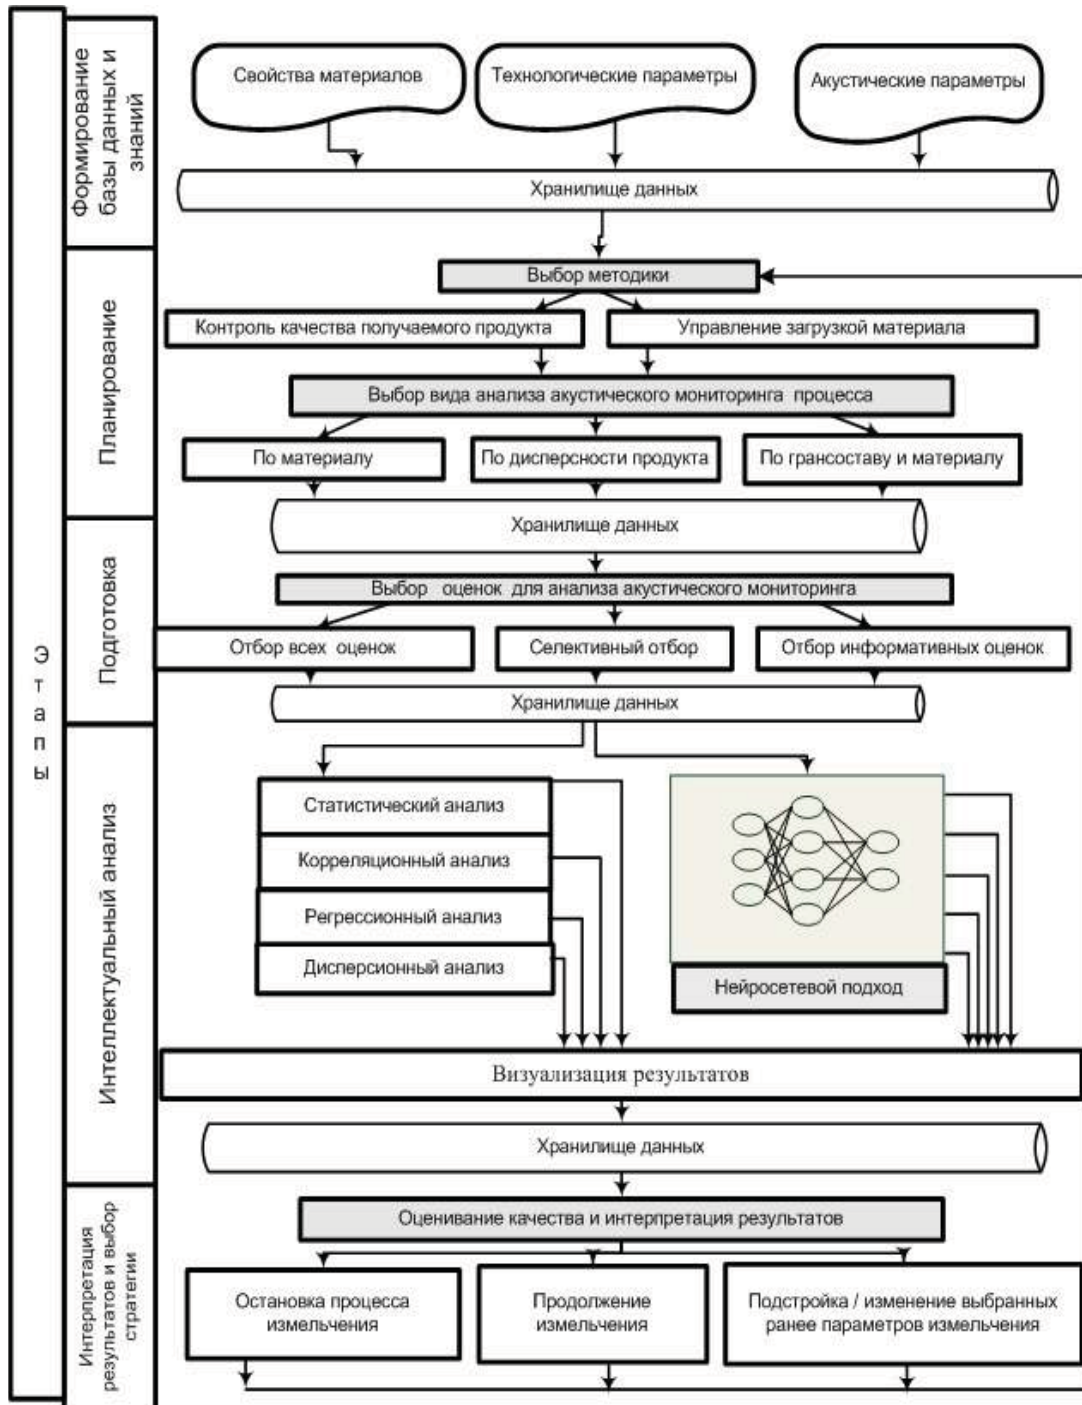 Этапы
Формирование
базы данных и
знаний
Свойства материалов
Технологические параметры
Акустические параметры
Хранилище данных
Планирование
Выбор методики
Контроль качества получаемого продукта
Управление загрузкой материала
Выбор вида анализа акустического мониторинга процесса
По материалу
По дисперсности продукта
По грансоставу и материалу
Хранилище данных
Подготовка
Выбор оценок для анализа акустического мониторинга
Отбор всех оценок
Селективный отбор
Отбор информативных оценок
Хранилище данных
Интеллектуальный анализ
Статистический анализ
Корреляционный анализ
Регрессионный анализ
Дисперсионный анализ
Нейросетевой подход
Визуализация результатов
Хранилище данных
Интерпретация
результатов и выбор
стратегии
Оценивание качества и интерпретация результатов
Остановка процесса
измельчения
Продолжение
измельчения
Подстройка / изменение выбранных
ранее параметров измельчения